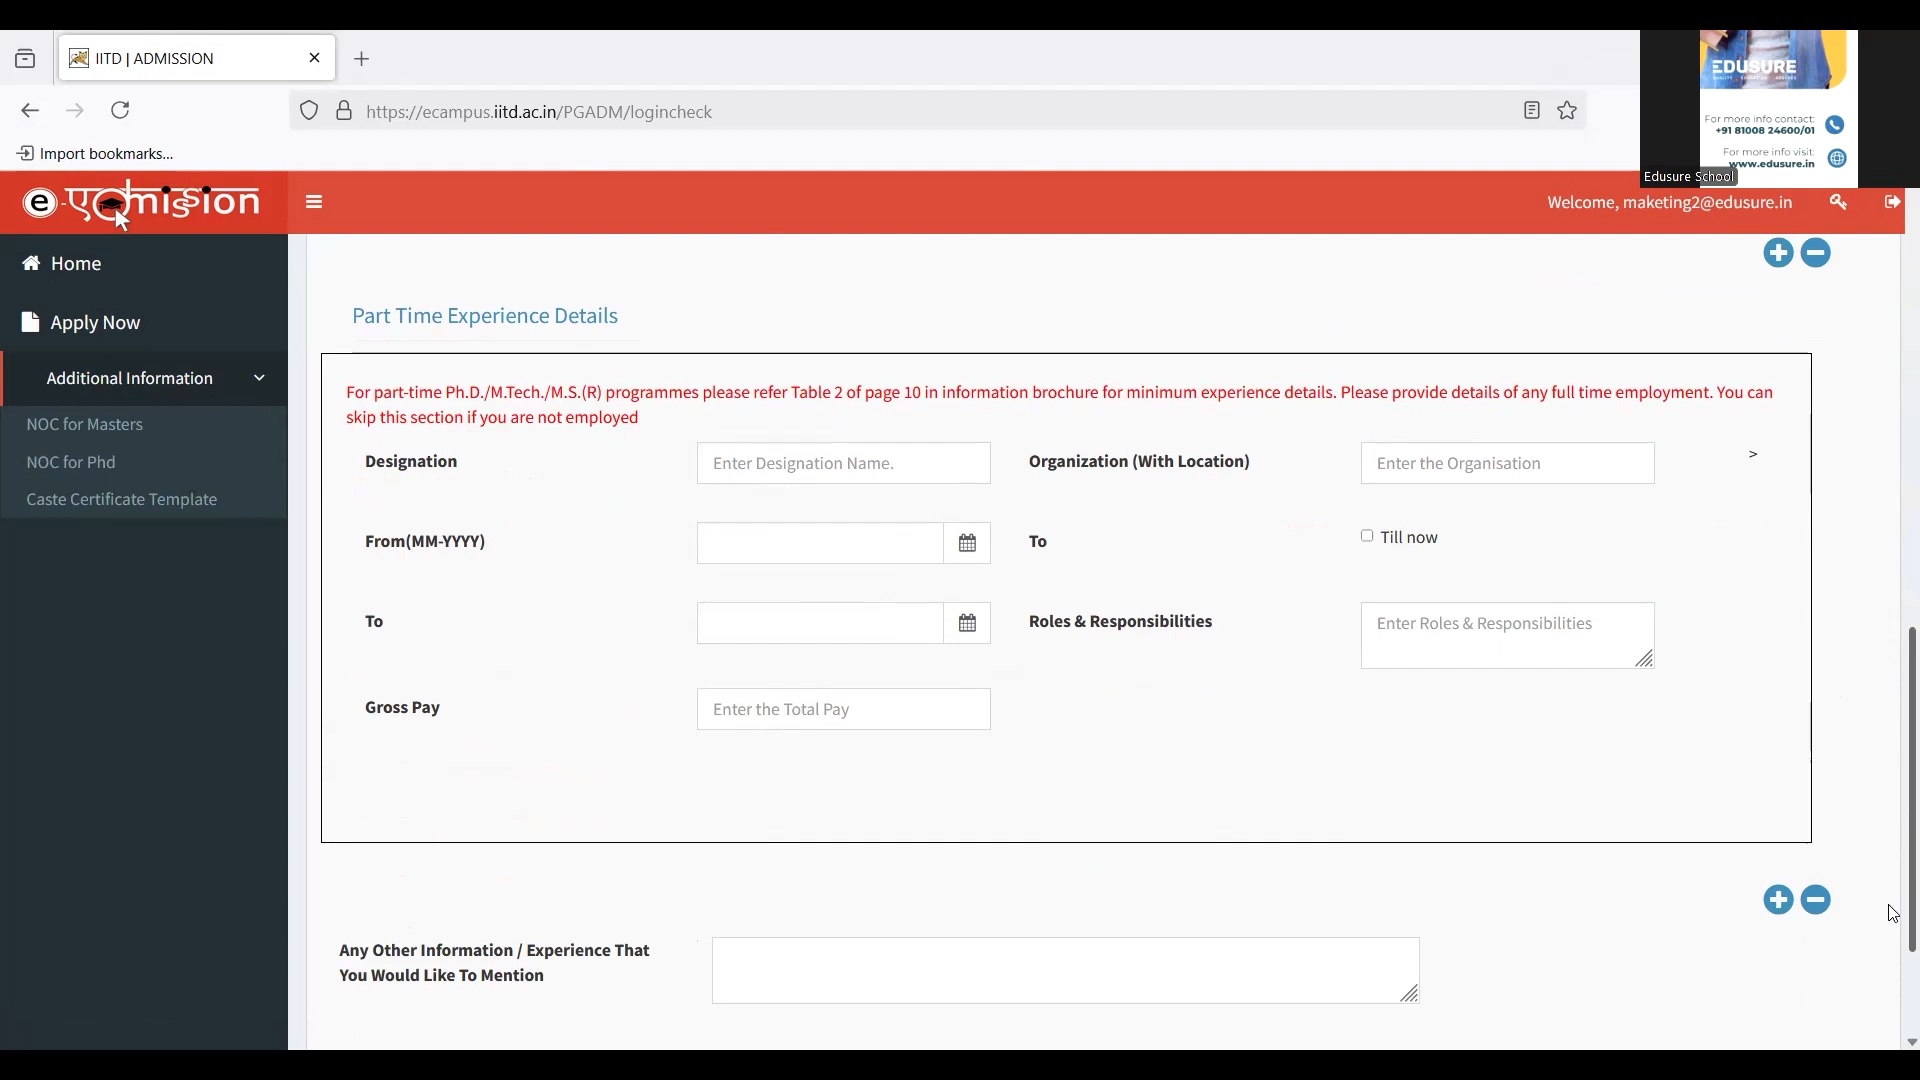 IITD | ADMISSION
https://ecampus.iitd.ac.in/PGADM/logincheck
Import bookmarks...
EDUSURE
For more info contact:
+91 81008 24600/01
For more info visit:
www.edusure.in
Edusure School
e-एdmission
Welcome, maketing2@edusure.in
Home
Apply Now
Additional Information
NOC for Masters
NOC for Phd
Caste Certificate Template
Part Time Experience Details
For part-time Ph.D./M.Tech./M.S.(R) programmes please refer Table 2 of page 10 in information brochure for minimum experience details. Please provide details of any full time employment. You can
skip this section if you are not employed
Designation
Enter Designation Name.
Organization (With Location)
Enter the Organisation
>
From(MM-YYYY)
To
Till now
To
Roles & Responsibilities
Enter Roles & Responsibilities
Gross Pay
Enter the Total Pay
Any Other Information / Experience That
You Would Like To Mention